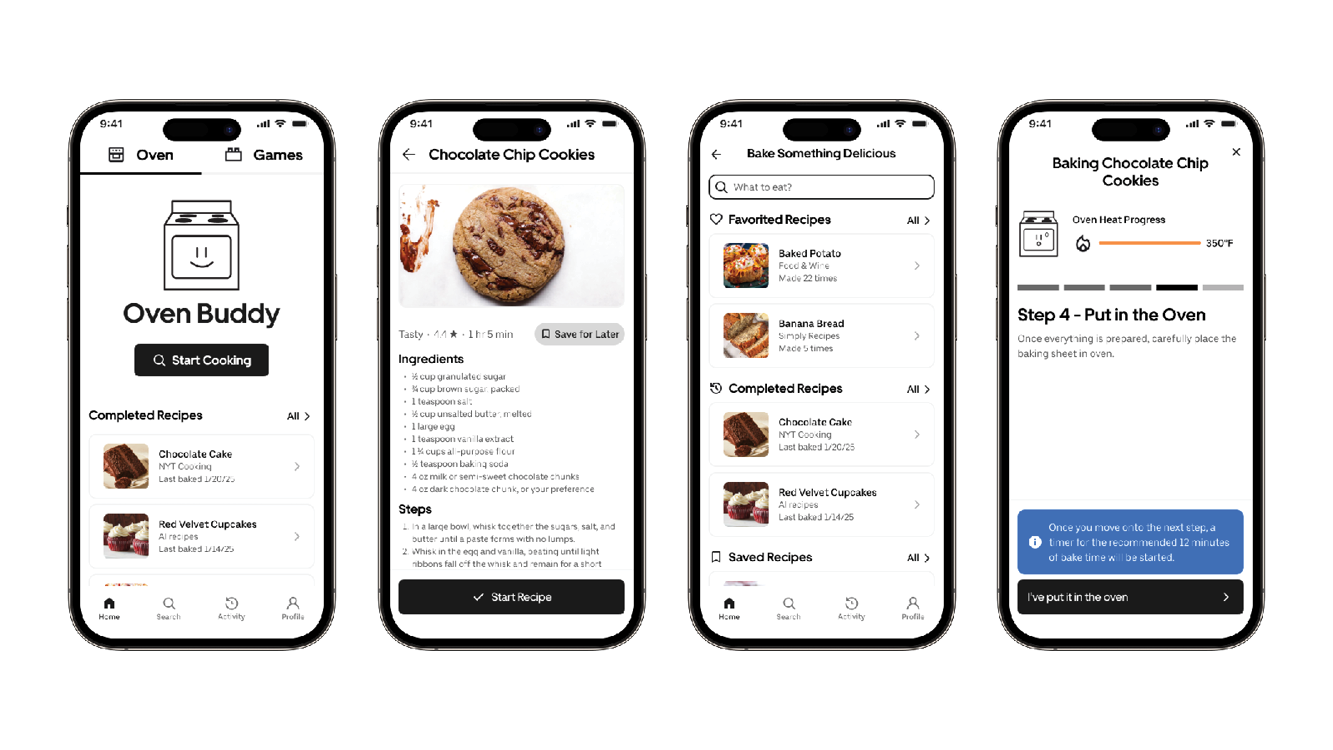 9:41
Oven
Games
Oven Buddy
Start Cooking
Completed Recipes
All
Chocolate Cake
NYT Cooking
Last baked 1/20/25
Red Velvet Cupcakes
Al recipes
Last baked 1/14/25
Home
Search
Activity
Profile
9:41
Chocolate Chip Cookies
Tasty · 4.4 ★ · 1 hr 5 min
Save for Later
Ingredients
• ½ cup granulated sugar
• ¾ cup brown sugar, packed
• 1 teaspoon salt
• ½ cup unsalted butter, melted
• 1 large egg
• 1 teaspoon vanilla extract
• 1 ¼ cups all-purpose flour
• ½ teaspoon baking soda
• 4 oz milk or semi-sweet chocolate chunks
• 4 oz dark chocolate chunk, or your preference
Steps
1. In a large bowl, whisk together the sugars, salt, and
butter until a paste forms with no lumps.
2. Whisk in the egg and vanilla, beating until light
ribbons fall off the whisk and remain for a short
Start Recipe
9:41
Bake Something Delicious
What to eat?
Favorited Recipes
All
Baked Potato
Food & Wine
Made 22 times
Banana Bread
Simply Recipes
Made 5 times
Completed Recipes
All
Chocolate Cake
NYT Cooking
Last baked 1/20/25
Red Velvet Cupcakes
Al recipes
Last baked 1/14/25
Saved Recipes
All
Home
Search
Activity
Profile
9:41
Baking Chocolate Chip
Cookies
Oven Heat Progress
350°F
Step 4 - Put in the Oven
Once everything is prepared, carefully place the
baking sheet in oven.
Once you move onto the next step, a
timer for the recommended 12 minutes
of bake time will be started.
I've put it in the oven